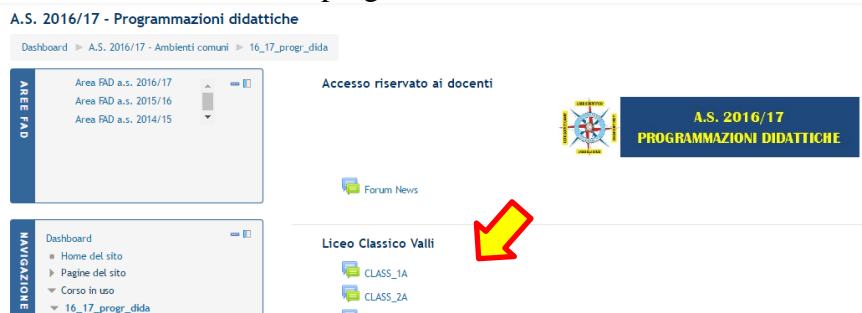 A.S. 2016/17 - Programmazioni didattiche
Dashboard ► A.S. 2016/17 - Ambienti comuni ► 16_17_progr_dida
AREE FAD
Area FAD a.s. 2016/17
Area FAD a.s. 2015/16
Area FAD a.s. 2014/15
Accesso riservato ai docenti
A.S. 2016/17
PROGRAMMAZIONI DIDATTICHE
Forum News
NAVIGAZIONE
Dashboard
Home del sito
Pagine del sito
Corso in uso
16_17_progr_dida
Liceo Classico Valli
CLASS_1A
CLASS_2A